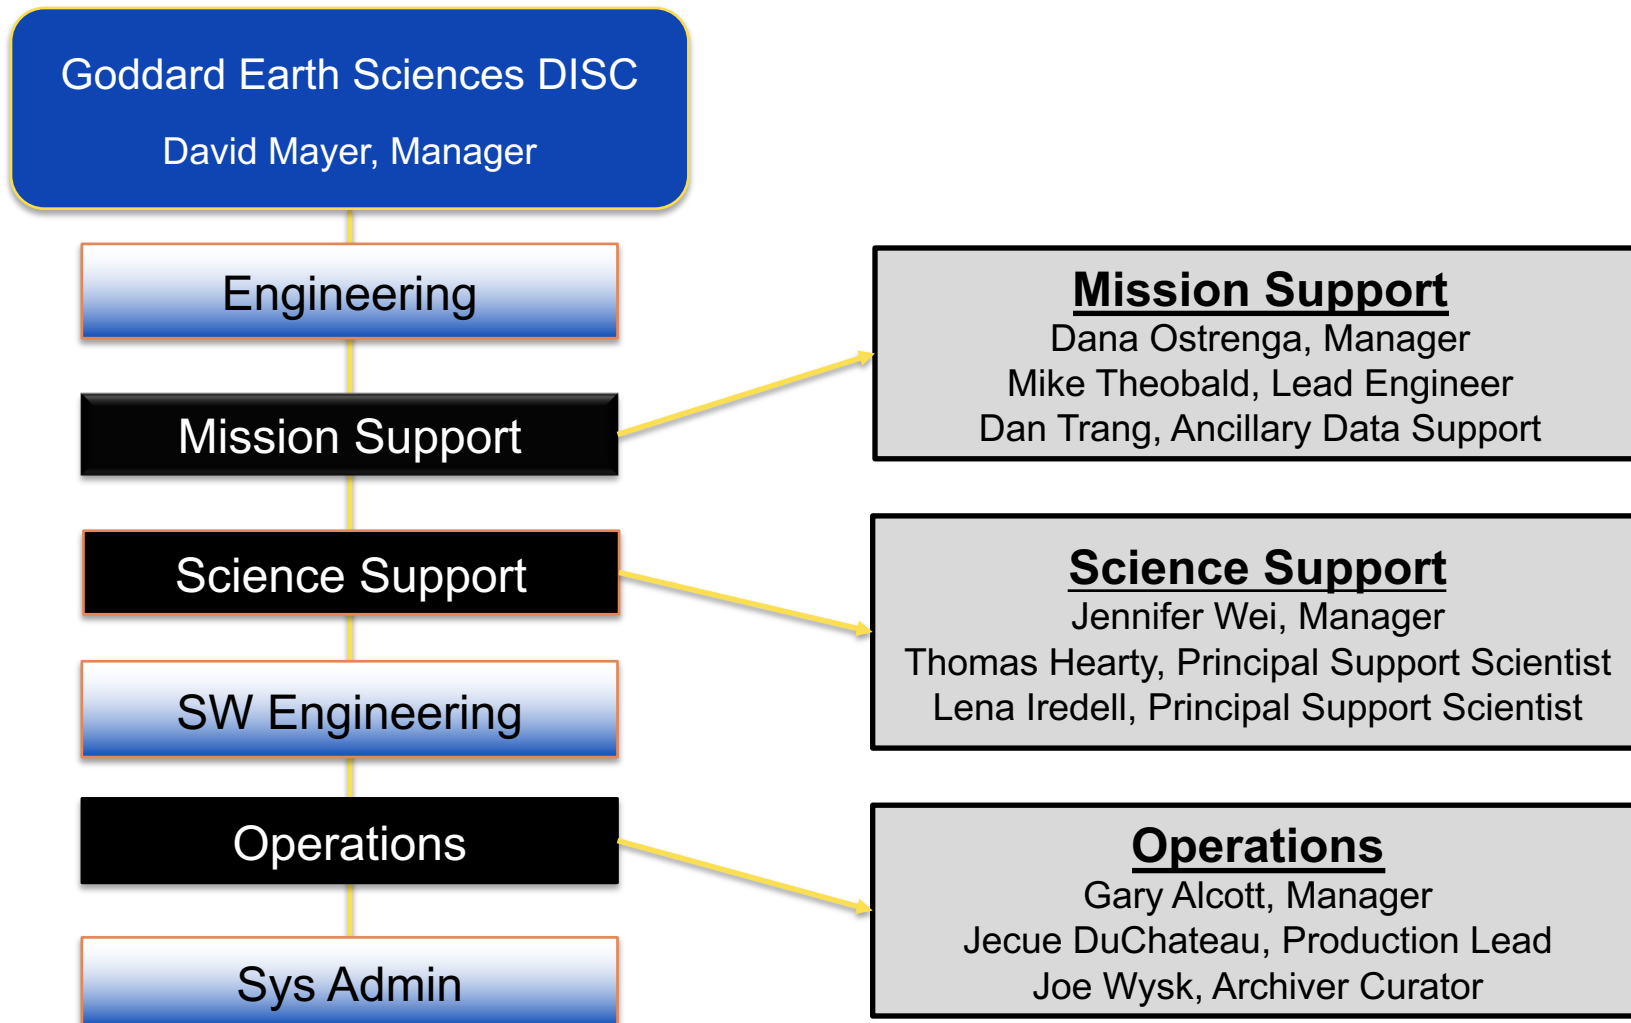 Goddard Earth Sciences DISC
David Mayer, Manager
Engineering
Mission Support
Science Support
SW Engineering
Operations
Sys Admin
Mission Support
Dana Ostrenga, Manager
Mike Theobald, Lead Engineer
Dan Trang, Ancillary Data Support
Science Support
Jennifer Wei, Manager
Thomas Hearty, Principal Support Scientist
Lena Iredell, Principal Support Scientist
Operations
Gary Alcott, Manager
Jecue DuChateau, Production Lead
Joe Wysk, Archiver Curator